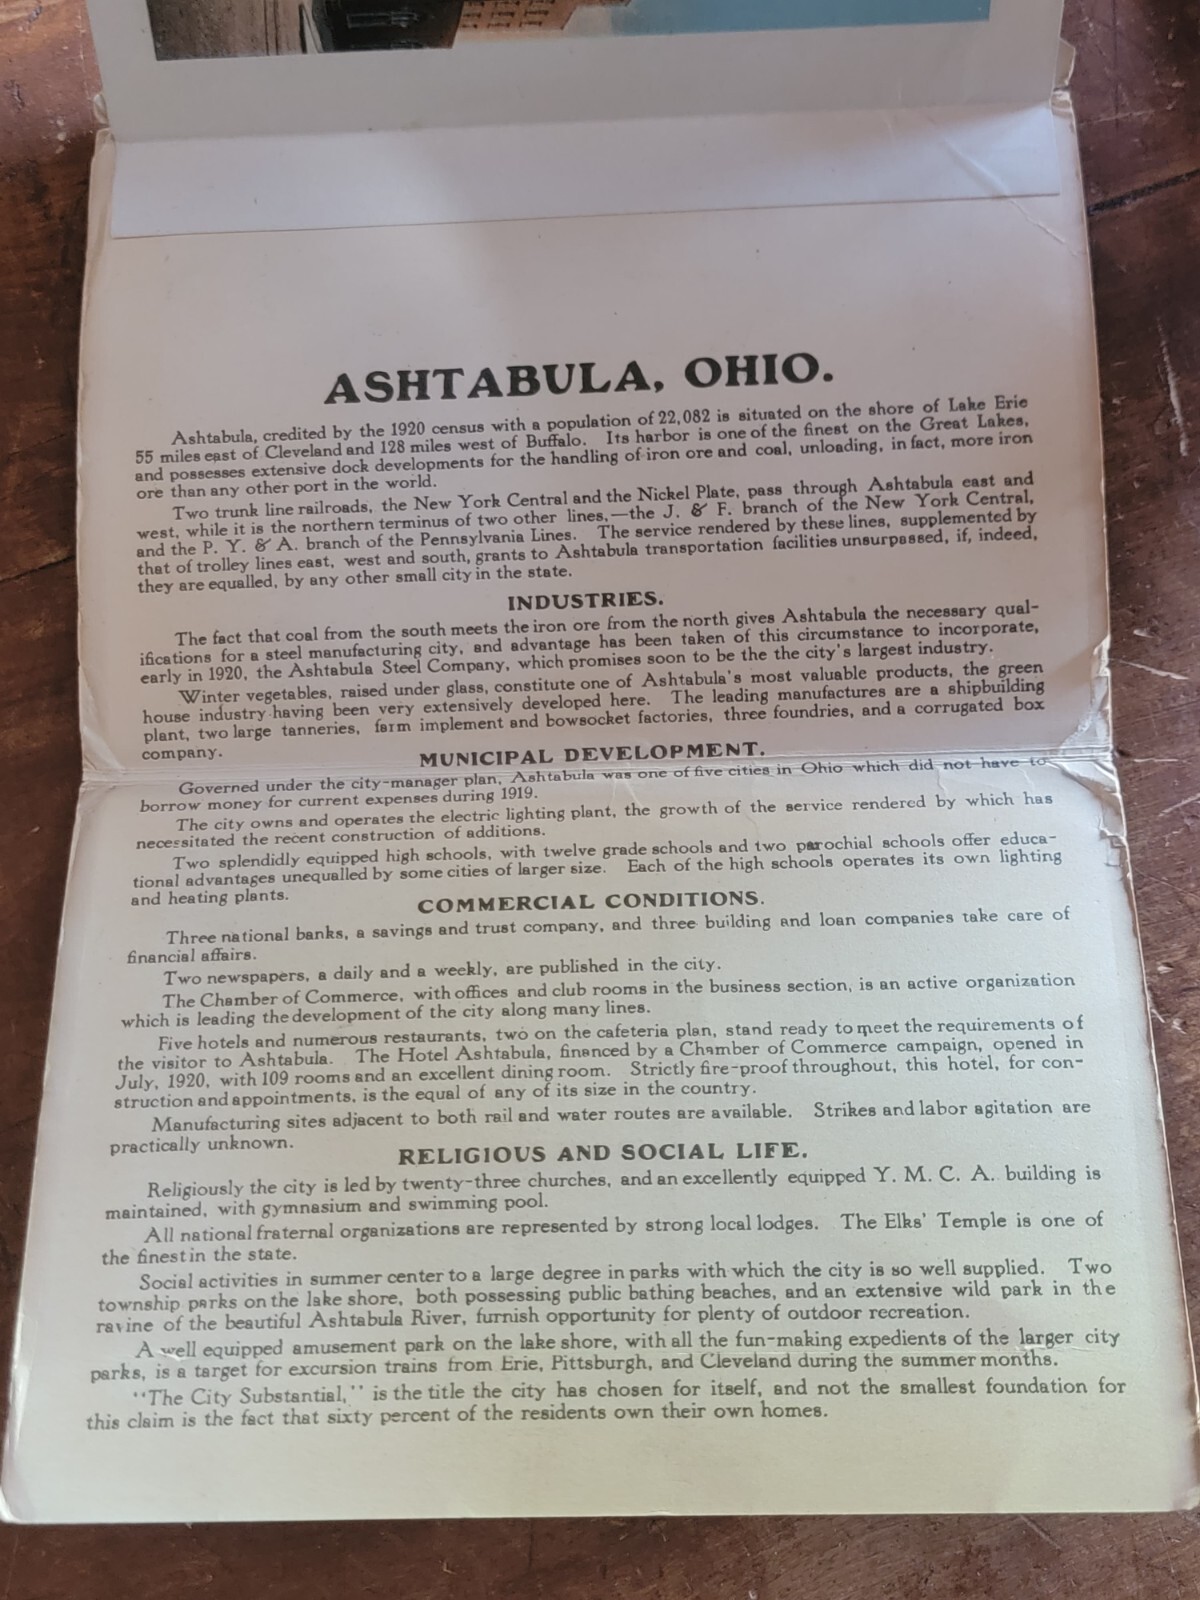 ASHTABULA, OHIO.
Ashtabula, credited by the 1920 census with a population of 22,082 is situated on the shore of Lake Erie
55 miles east of Cleveland and 128 miles west of Buffalo. Its harbor is one of the finest on the Great Lakes,
and possesses extensive dock developments for the handling of iron ore and coal, unloading, in fact, more iron
ore than any other port in the world.
Two trunk line railroads, the New York Central and the Nickel Plate, pass through Ashtabula east and
west, while it is the northern terminus of two other lines,—the J. & F. branch of the New York Central,
and the P. Y. & A. branch of the Pennsylvania Lines. The service rendered by these lines, supplemented by
that of trolley lines east, west and south, grants to Ashtabula transportation facilities unsurpassed, if, indeed,
they are equalled, by any other small city in the state.
INDUSTRIES.
The fact that coal from the south meets the iron ore from the north gives Ashtabula the necessary qual-
ifications for a steel manufacturing city, and advantage has been taken of this circumstance to incorporate,
early in 1920, the Ashtabula Steel Company, which promises soon to be the the city's largest industry.
Winter vegetables, raised under glass, constitute one of Ashtabula's most valuable products, the green
house industry having been very extensively developed here. The leading manufactures are a shipbuilding
plant, two large tanneries, farm implement and bowsocket factories, three foundries, and a corrugated box
company.
MUNICIPAL DEVELOPMENT.
Governed under the city-manager plan, Ashtabula was one of five cities in Ohio which did not have to
borrow money for current expenses during 1919.
The city owns and operates the electric lighting plant, the growth of the service rendered by which has
necessitated the recent construction of additions.
Two splendidly equipped high schools, with twelve grade schools and two parochial schools offer educa-
tional advantages unequalled by some cities of larger size. Each of the high schools operates its own lighting
and heating plants.
COMMERCIAL CONDITIONS.
Three national banks, a savings and trust company, and three building and loan companies take care of
financial affairs.
Two newspapers, a daily and a weekly, are published in the city.
The Chamber of Commerce, with offices and club rooms in the business section, is an active organization
which is leading the development of the city along many lines.
Five hotels and numerous restaurants, two on the cafeteria plan, stand ready to meet the requirements of
the visitor to Ashtabula. The Hotel Ashtabula, financed by a Chamber of Commerce campaign, opened in
July, 1920, with 109 rooms and an excellent dining room. Strictly fire-proof throughout, this hotel, for con-
struction and appointments, is the equal of any of its size in the country.
Manufacturing sites adjacent to both rail and water routes are available. Strikes and labor agitation are
practically unknown.
RELIGIOUS AND SOCIAL LIFE.
Religiously the city is led by twenty-three churches, and an excellently equipped Y. M. C. A. building is
maintained, with gymnasium and swimming pool.
All national fraternal organizations are represented by strong local lodges. The Elks' Temple is one of
the finest in the state.
Social activities in summer center to a large degree in parks with which the city is so well supplied. Two
township parks on the lake shore, both possessing public bathing beaches, and an extensive wild park in the
ravine of the beautiful Ashtabula River, furnish opportunity for plenty of outdoor recreation.
A well equipped amusement park on the lake shore, with all the fun-making expedients of the larger city
parks, is a target for excursion trains from Erie, Pittsburgh, and Cleveland during the summer months.
"The City Substantial," is the title the city has chosen for itself, and not the smallest foundation for
this claim is the fact that sixty percent of the residents own their own homes.